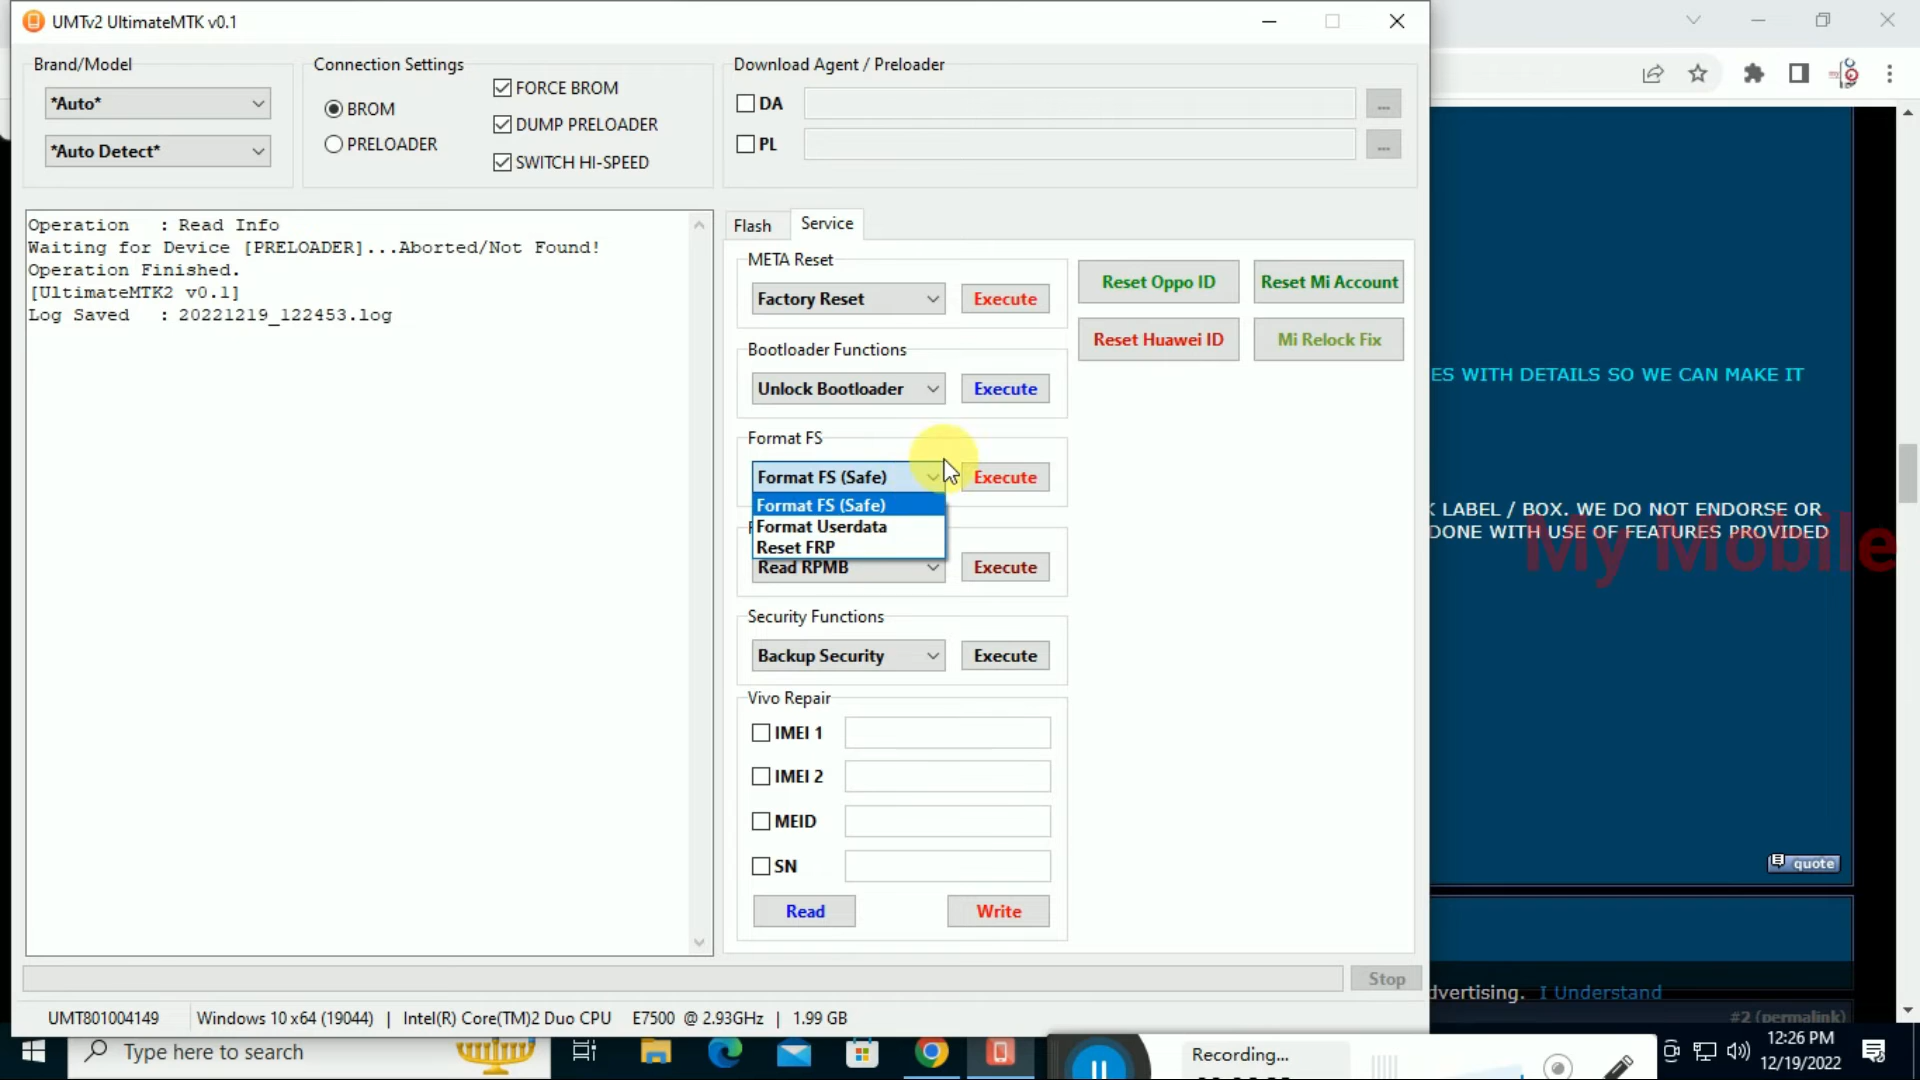 UMTv2 UltimateMTK v0.1
Brand/Model
*Auto*
*Auto Detect*
Connection Settings
BROM
PRELOADER
FORCE BROM
DUMP PRELOADER
SWITCH HI-SPEED
Download Agent / Preloader
DA
...
PL
...
Operation : Read Info
Waiting for Device [PRELOADER]...Aborted/Not Found!
Operation Finished.
[UltimateMTK2 v0.1]
Log Saved : 20221219_122453.log
Flash
Service
META Reset
Factory Reset
Execute
Reset Oppo ID
Reset Mi Account
Reset Huawei ID
Mi Relock Fix
Bootloader Functions
Unlock Bootloader
Execute
Format FS
Format FS (Safe)
Execute
Format FS (Safe)
Format Userdata
Reset FRP
Read RPMB
Execute
Security Functions
Backup Security
Execute
Vivo Repair
IMEI 1
IMEI 2
MEID
SN
Read
Write
Stop
UMT801004149
Windows 10 x64 (19044) | Intel(R) Core(TM)2 Duo CPU E7500 @ 2.93GHz | 1.99 GB
ES WITH DETAILS SO WE CAN MAKE IT
LABEL / BOX. WE DO NOT ENDORSE OR
DONE WITH USE OF FEATURES PROVIDED
My Mobile
quote
dvertising. I Understand
#2 (permalink)
Type here to search
Recording...
12:26 PM
12/19/2022